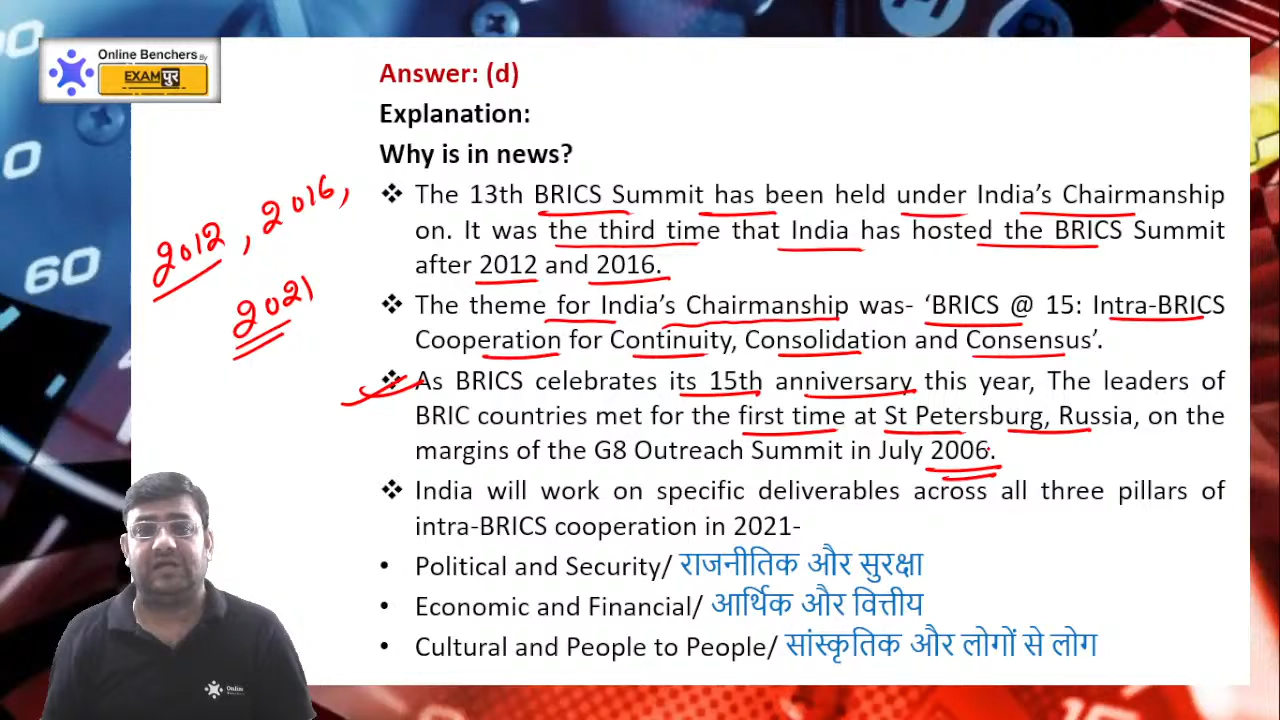 Online Benchers By
EXAMपुर
Answer: (d)
Explanation:
Why is in news?
❖ The 13th BRICS Summit has been held under India's Chairmanship
on. It was the third time that India has hosted the BRICS Summit
after 2012 and 2016.
2012, 2016,
2021
❖ The theme for India's Chairmanship was- 'BRICS @ 15: Intra-BRICS
Cooperation for Continuity, Consolidation and Consensus'.
❖ As BRICS celebrates its 15th anniversary this year, The leaders of
BRIC countries met for the first time at St Petersburg, Russia, on the
margins of the G8 Outreach Summit in July 2006.
❖ India will work on specific deliverables across all three pillars of
intra-BRICS cooperation in 2021-
• Political and Security/ राजनीतिक और सुरक्षा
• Economic and Financial/ आर्थिक और वित्तीय
• Cultural and People to People/ सांस्कृतिक और लोगों से लोग
60
Online